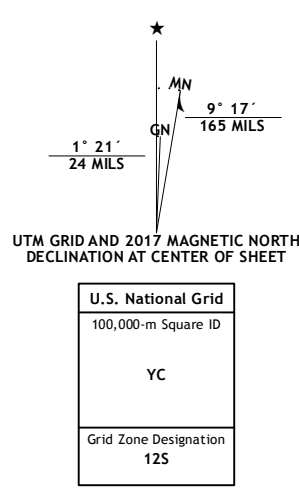 ★
MN
GN
9° 17´
165 MILS
1° 21´
24 MILS
UTM GRID AND 2017 MAGNETIC NORTH
DECLINATION AT CENTER OF SHEET
U.S. National Grid
100,000-m Square ID
YC
Grid Zone Designation
12S